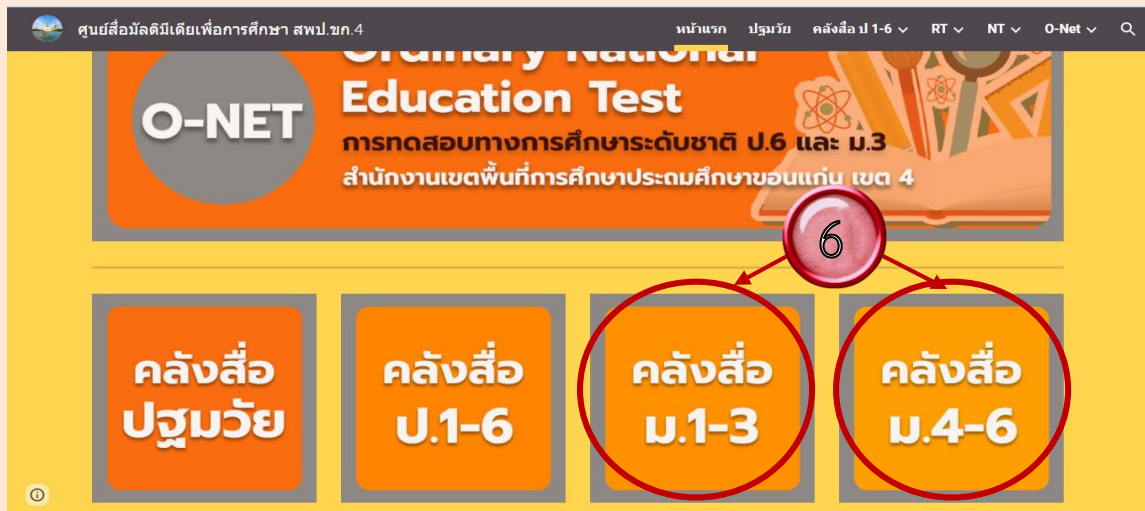 ศูนย์สื่อมัลติมีเดียเพื่อการศึกษา สพป.ขก.4
หน้าแรก ปฐมวัย คลังสื่อ ป 1-6 RT NT O-Net
Ordinary National
O-NET
Education Test
การทดสอบทางการศึกษาระดับชาติ ป.6 และ ม.3
สำนักงานเขตพื้นที่การศึกษาประถมศึกษาขอนแก่น เขต 4
6
คลังสื่อ
ปฐมวัย
คลังสื่อ
ป.1-6
คลังสื่อ
ม.1-3
คลังสื่อ
ม.4-6